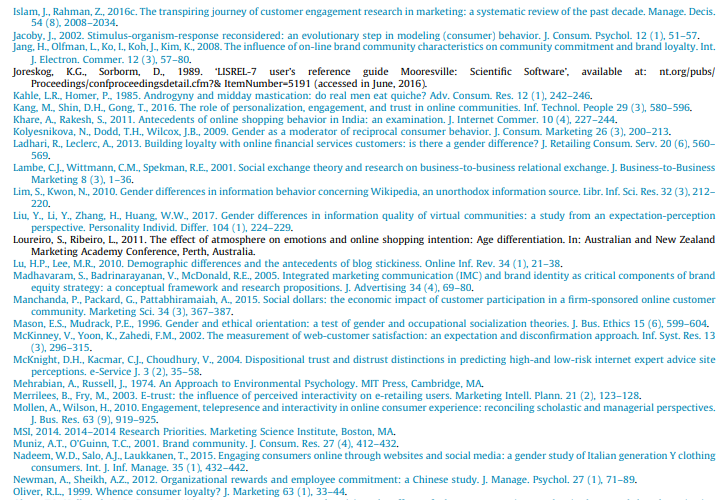 Islam, J., Rahman, Z., 2016c. The transpiring journey of customer engagement research in marketing: a systematic review of the past decade. Manage. Decis.
54 (8), 2008–2034.
Jacoby, J., 2002. Stimulus-organism-response reconsidered: an evolutionary step in modeling (consumer) behavior. J. Consum. Psychol. 12 (1), 51–57.
Jang, H., Olfman, L., Ko, I., Koh, J., Kim, K., 2008. The influence of on-line brand community characteristics on community commitment and brand loyalty. Int.
J. Electron. Commer. 12 (3), 57–80.
Joreskog, K.G., Sorborm, D., 1989. 'LISREL-7 user's reference guide Mooresville: Scientific Software', available at: nt.org/pubs/
Proceedings/confproceedingsdetail.cfm?& ItemNumber=5191 (accessed in June, 2016).
Kahle, L.R., Homer, P., 1985. Androgyny and midday mastication: do real men eat quiche? Adv. Consum. Res. 12 (1), 242–246.
Kang, M., Shin, D.H., Gong, T., 2016. The role of personalization, engagement, and trust in online communities. Inf. Technol. People 29 (3), 580–596.
Khare, A., Rakesh, S., 2011. Antecedents of online shopping behavior in India: an examination. J. Internet Commer. 10 (4), 227–244.
Kolyesnikova, N., Dodd, T.H., Wilcox, J.B., 2009. Gender as a moderator of reciprocal consumer behavior. J. Consum. Marketing 26 (3), 200–213.
Ladhari, R., Leclerc, A., 2013. Building loyalty with online financial services customers: is there a gender difference? J. Retailing Consum. Serv. 20 (6), 560–
569.
Lambe, C.J., Wittmann, C.M., Spekman, R.E., 2001. Social exchange theory and research on business-to-business relational exchange. J. Business-to-Business
Marketing 8 (3), 1–36.
Lim, S., Kwon, N., 2010. Gender differences in information behavior concerning Wikipedia, an unorthodox information source. Libr. Inf. Sci. Res. 32 (3), 212–
220.
Liu, Y., Li, Y., Zhang, H., Huang, W.W., 2017. Gender differences in information quality of virtual communities: a study from an expectation-perception
perspective. Personality Individ. Differ. 104 (1), 224–229.
Loureiro, S., Ribeiro, L., 2011. The effect of atmosphere on emotions and online shopping intention: Age differentiation. In: Australian and New Zealand
Marketing Academy Conference, Perth, Australia.
Lu, H.P., Lee, M.R., 2010. Demographic differences and the antecedents of blog stickiness. Online Inf. Rev. 34 (1), 21–38.
Madhavaram, S., Badrinarayanan, V., McDonald, R.E., 2005. Integrated marketing communication (IMC) and brand identity as critical components of brand
equity strategy: a conceptual framework and research propositions. J. Advertising 34 (4), 69–80.
Manchanda, P., Packard, G., Pattabhiramaiah, A., 2015. Social dollars: the economic impact of customer participation in a firm-sponsored online customer
community. Marketing Sci. 34 (3), 367–387.
Mason, E.S., Mudrack, P.E., 1996. Gender and ethical orientation: a test of gender and occupational socialization theories. J. Bus. Ethics 15 (6), 599–604.
McKinney, V., Yoon, K., Zahedi, F.M., 2002. The measurement of web-customer satisfaction: an expectation and disconfirmation approach. Inf. Syst. Res. 13
(3), 296–315.
McKnight, D.H., Kacmar, C.J., Choudhury, V., 2004. Dispositional trust and distrust distinctions in predicting high-and low-risk internet expert advice site
perceptions. e-Service J. 3 (2), 35–58.
Mehrabian, A., Russell, J., 1974. An Approach to Environmental Psychology. MIT Press, Cambridge, MA.
Merrilees, B., Fry, M., 2003. E-trust: the influence of perceived interactivity on e-retailing users. Marketing Intell. Plann. 21 (2), 123–128.
Mollen, A., Wilson, H., 2010. Engagement, telepresence and interactivity in online consumer experience: reconciling scholastic and managerial perspectives.
J. Bus. Res. 63 (9), 919–925.
MSI, 2014. 2014–2014 Research Priorities. Marketing Science Institute, Boston, MA.
Muniz, A.T., O'Guinn, T.C., 2001. Brand community. J. Consum. Res. 27 (4), 412–432.
Nadeem, W.D., Salo, A.J., Laukkanen, T., 2015. Engaging consumers online through websites and social media: a gender study of Italian generation Y clothing
consumers. Int. J. Inf. Manage. 35 (1), 432–442.
Newman, A., Sheikh, A.Z., 2012. Organizational rewards and employee commitment: a Chinese study. J. Manage. Psychol. 27 (1), 71–89.
Oliver, R.L., 1999. Whence consumer loyalty? J. Marketing 63 (1), 33–44.